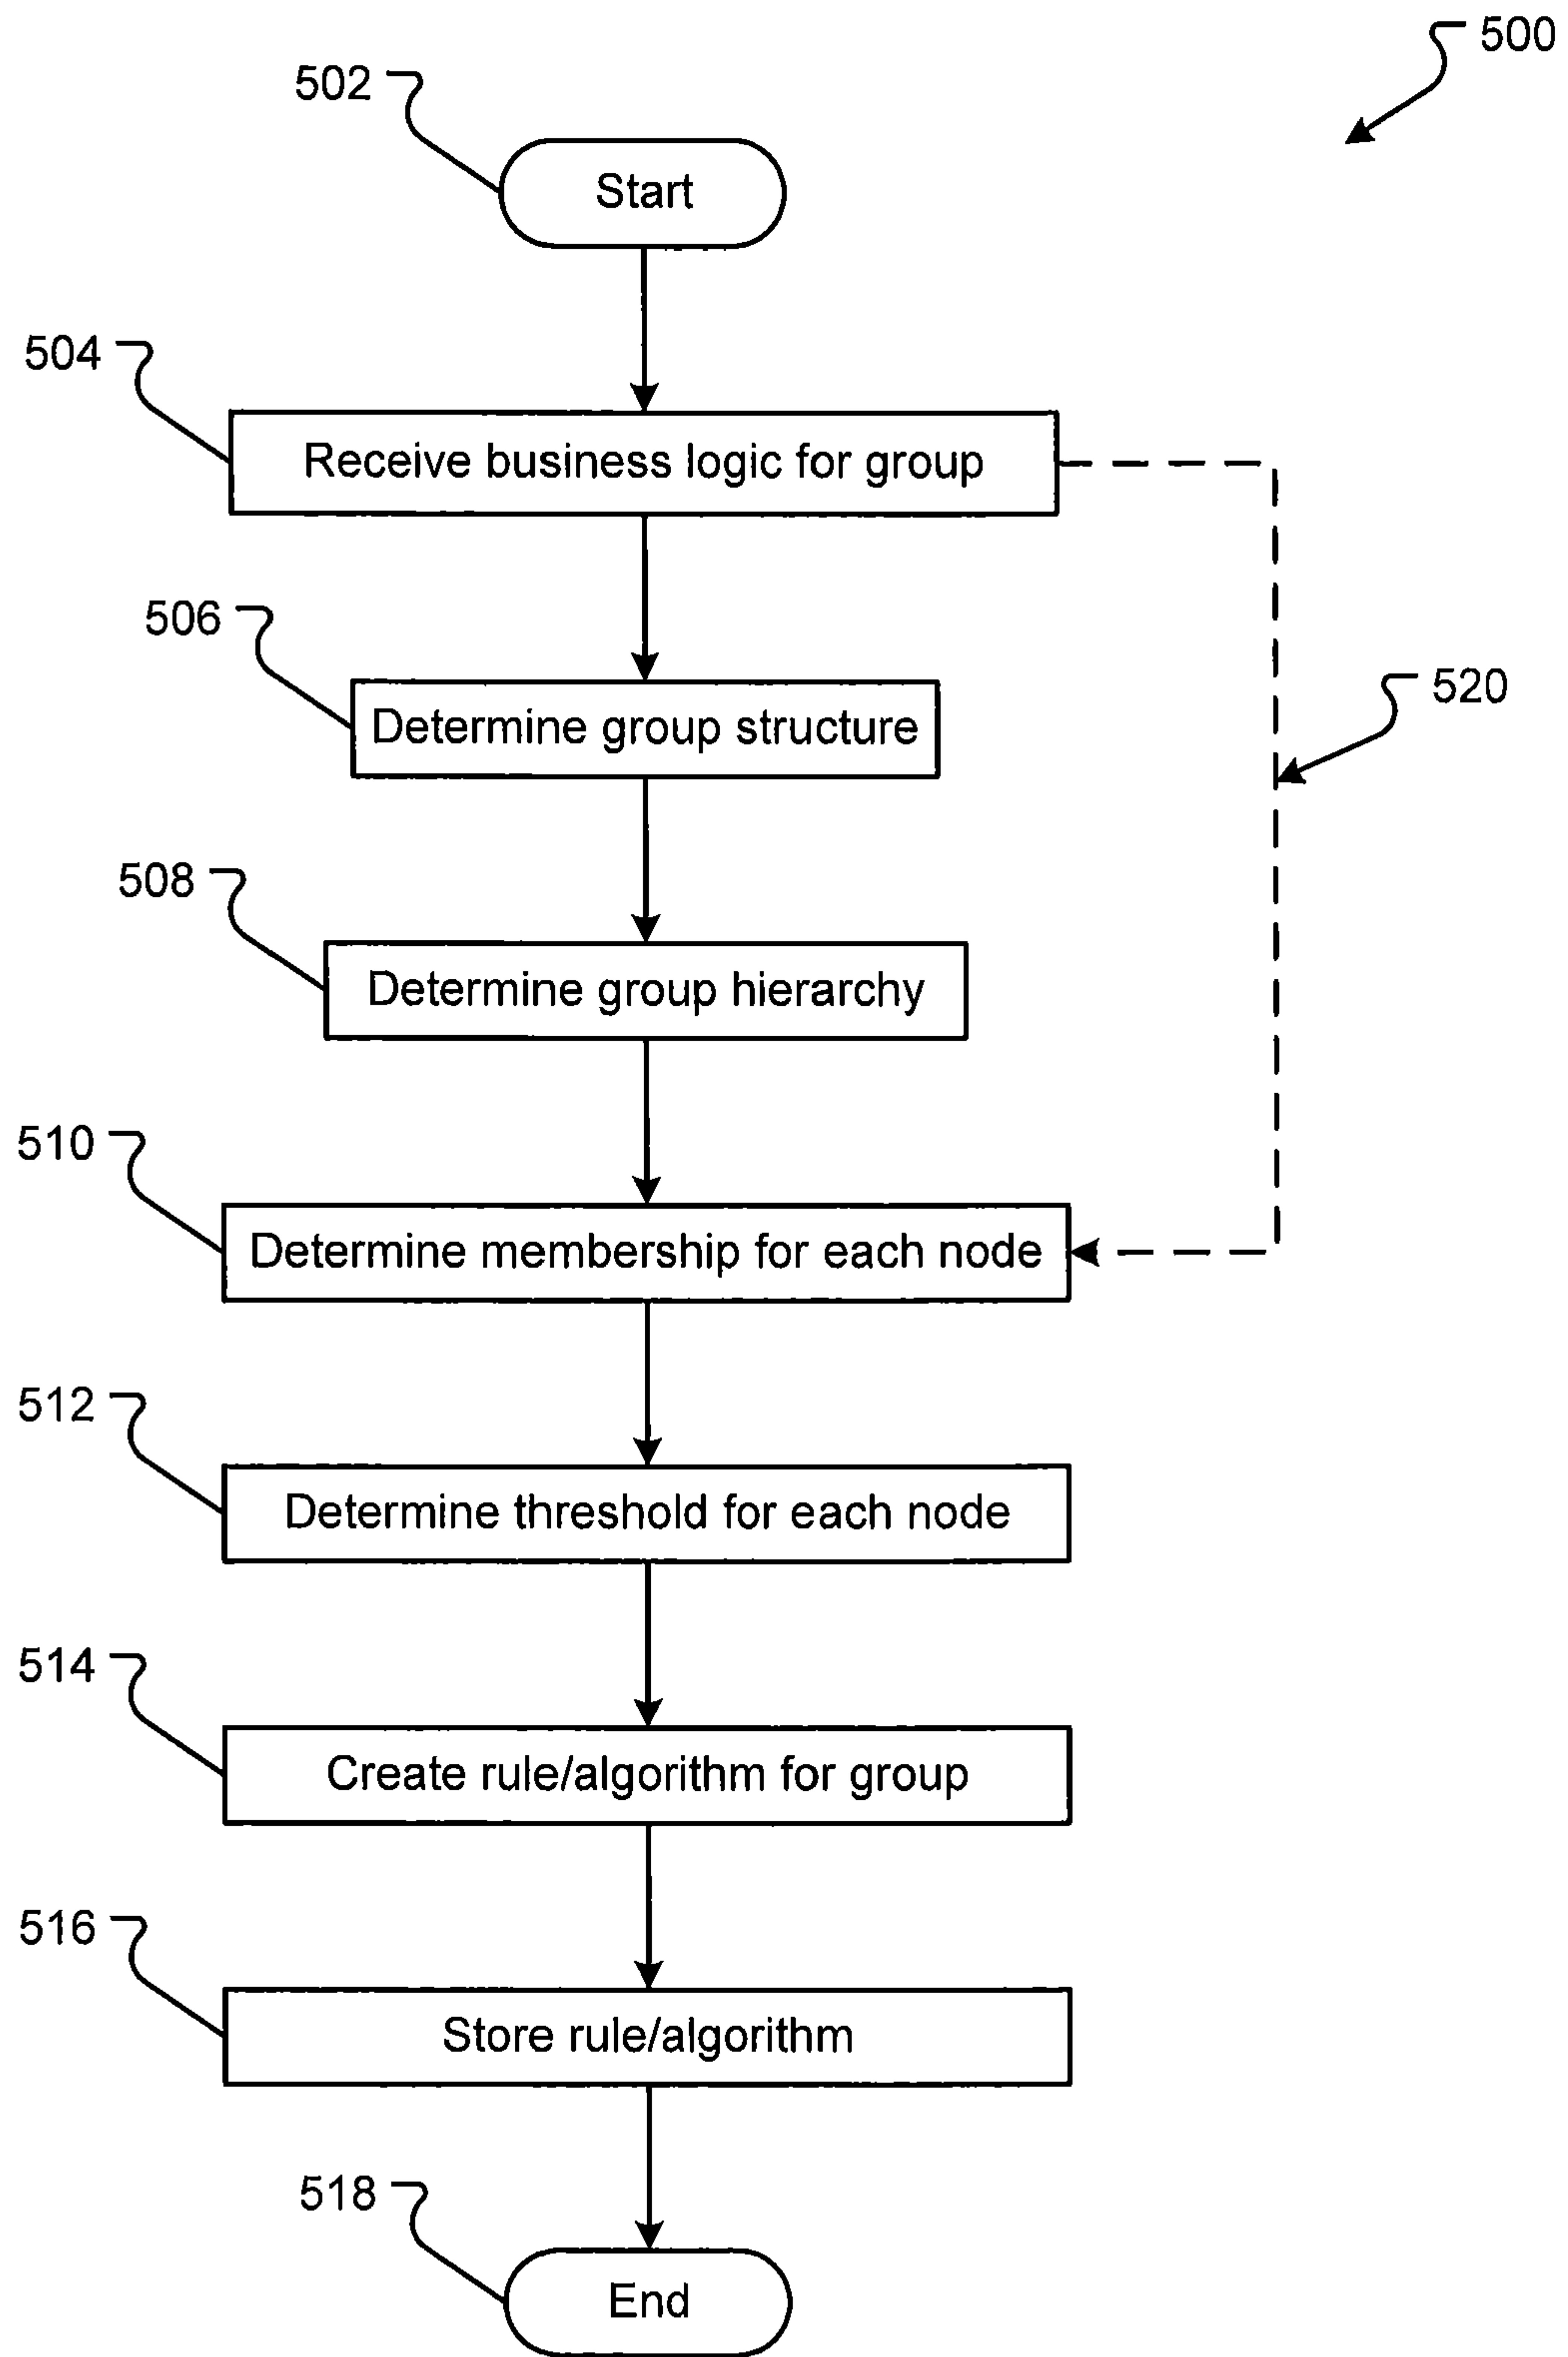 500
502
Start
504
Receive business logic for group
506
Determine group structure
520
508
Determine group hierarchy
510
Determine membership for each node
512
Determine threshold for each node
514
Create rule/algorithm for group
516
Store rule/algorithm
518
End